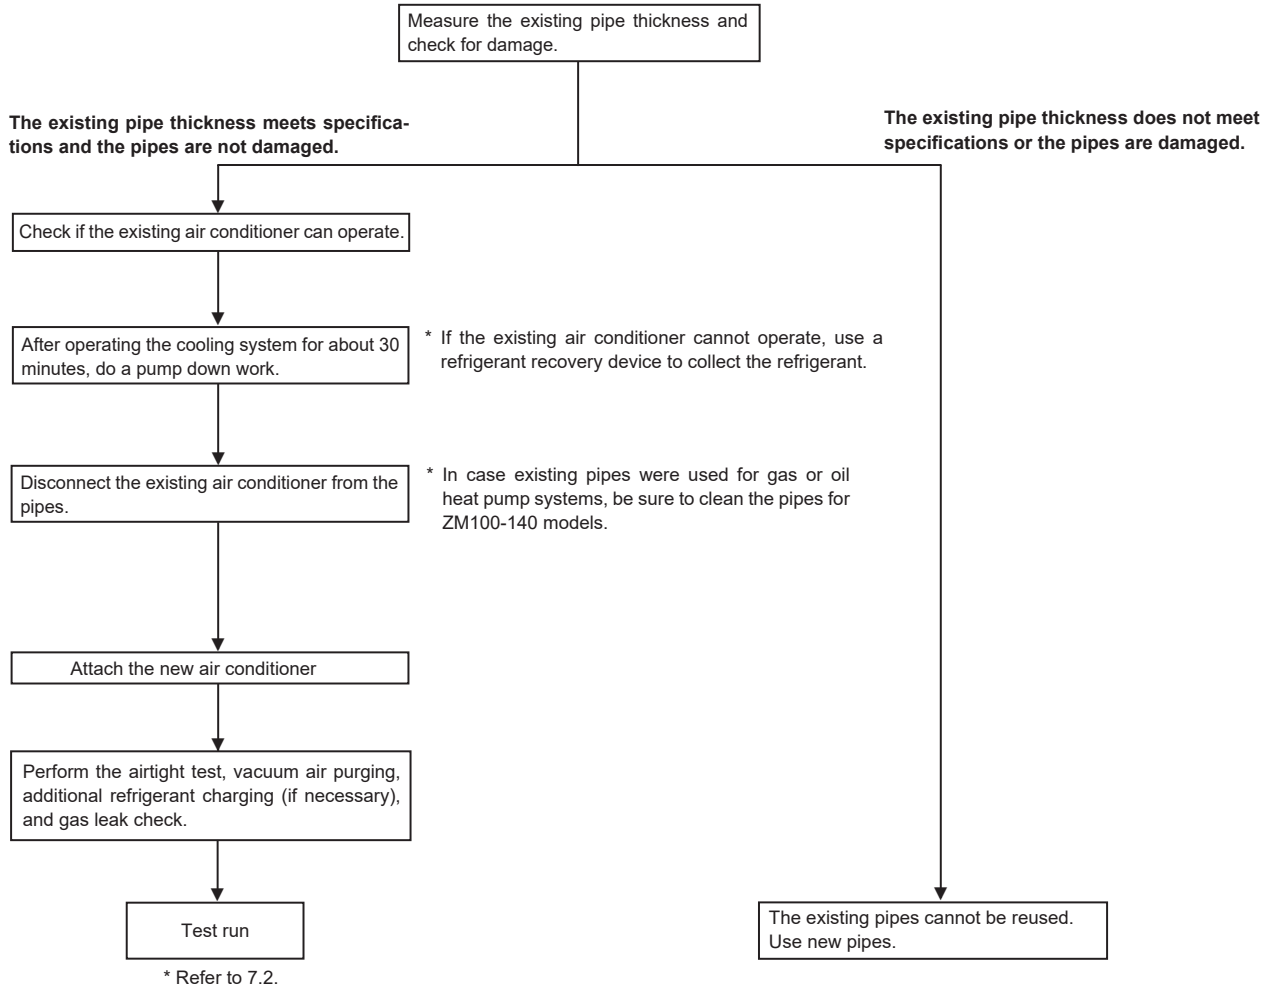 Measure the existing pipe thickness and
check for damage.
The existing pipe thickness meets specifica-
tions and the pipes are not damaged.
The existing pipe thickness does not meet
specifications or the pipes are damaged.
Check if the existing air conditioner can operate.
After operating the cooling system for about 30
minutes, do a pump down work.
* If the existing air conditioner cannot operate, use a
refrigerant recovery device to collect the refrigerant.
Disconnect the existing air conditioner from the
pipes.
* In case existing pipes were used for gas or oil
heat pump systems, be sure to clean the pipes for
ZM100-140 models.
Attach the new air conditioner
Perform the airtight test, vacuum air purging,
additional refrigerant charging (if necessary),
and gas leak check.
Test run
* Refer to 7.2.
The existing pipes cannot be reused.
Use new pipes.